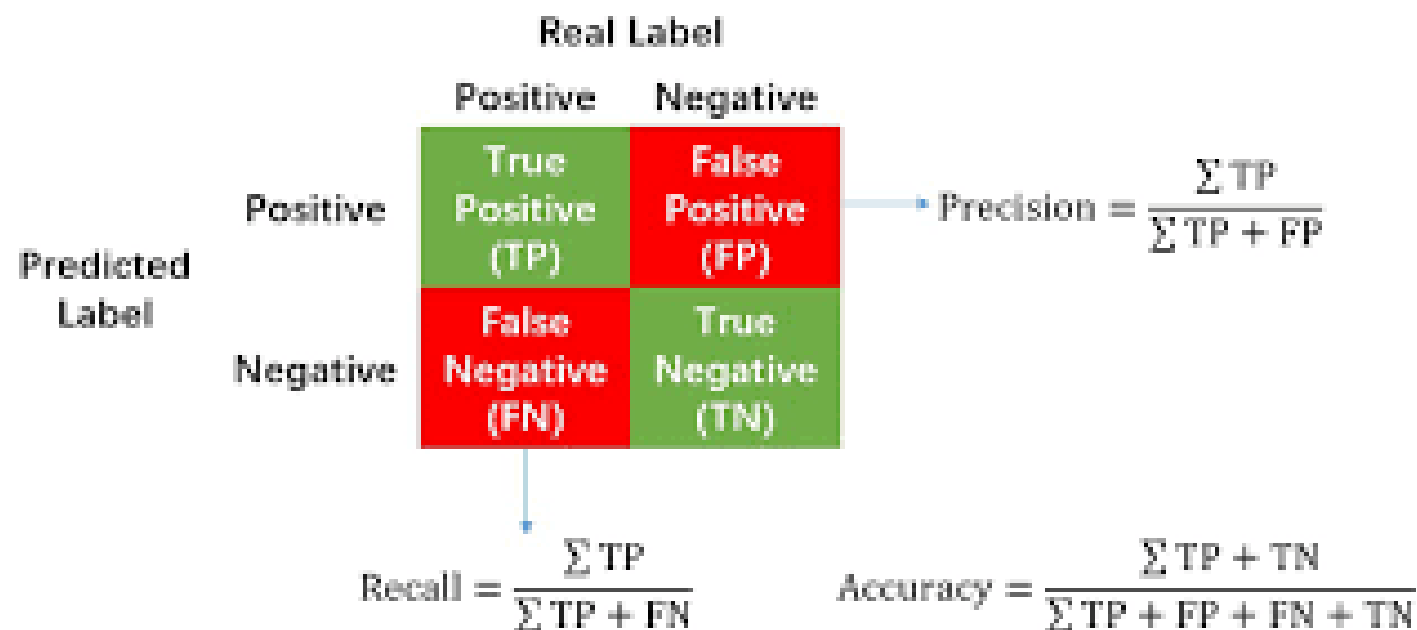 Real Label
Positive Negative
True Positive (TP)
False Positive (FP)
Positive
Precision = ∑ TP / ∑ TP + FP
Predicted Label
False Negative (FN)
True Negative (TN)
Negative
Recall = ∑ TP / ∑ TP + FN
Accuracy = ∑ TP + TN / ∑ TP + FP + FN + TN